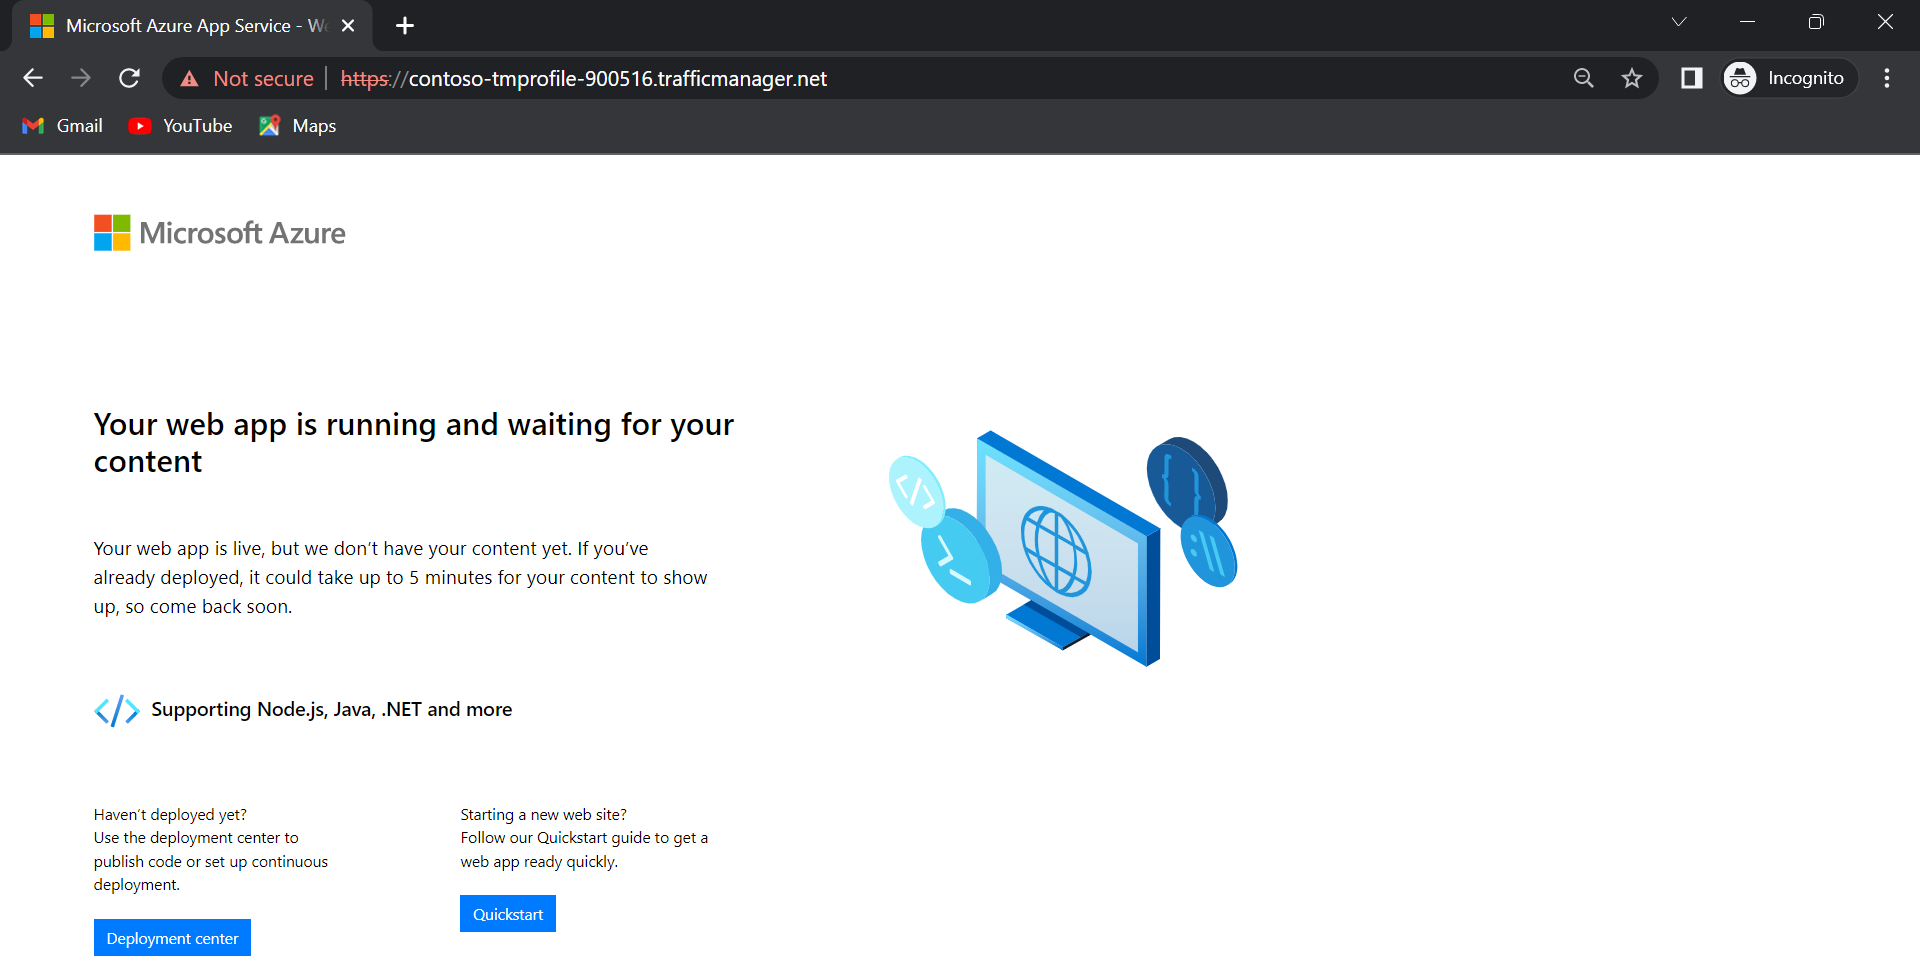 Microsoft Azure App Service - We
Not secure
https://contoso-tmprofile-900516.trafficmanager.net
Incognito
Gmail
YouTube
Maps
Microsoft Azure
Your web app is running and waiting for your
content
Your web app is live, but we don’t have your content yet. If you’ve
already deployed, it could take up to 5 minutes for your content to show
up, so come back soon.
Supporting Node.js, Java, .NET and more
Haven’t deployed yet?
Use the deployment center to
publish code or set up continuous
deployment.
Deployment center
Starting a new web site?
Follow our Quickstart guide to get a
web app ready quickly.
Quickstart